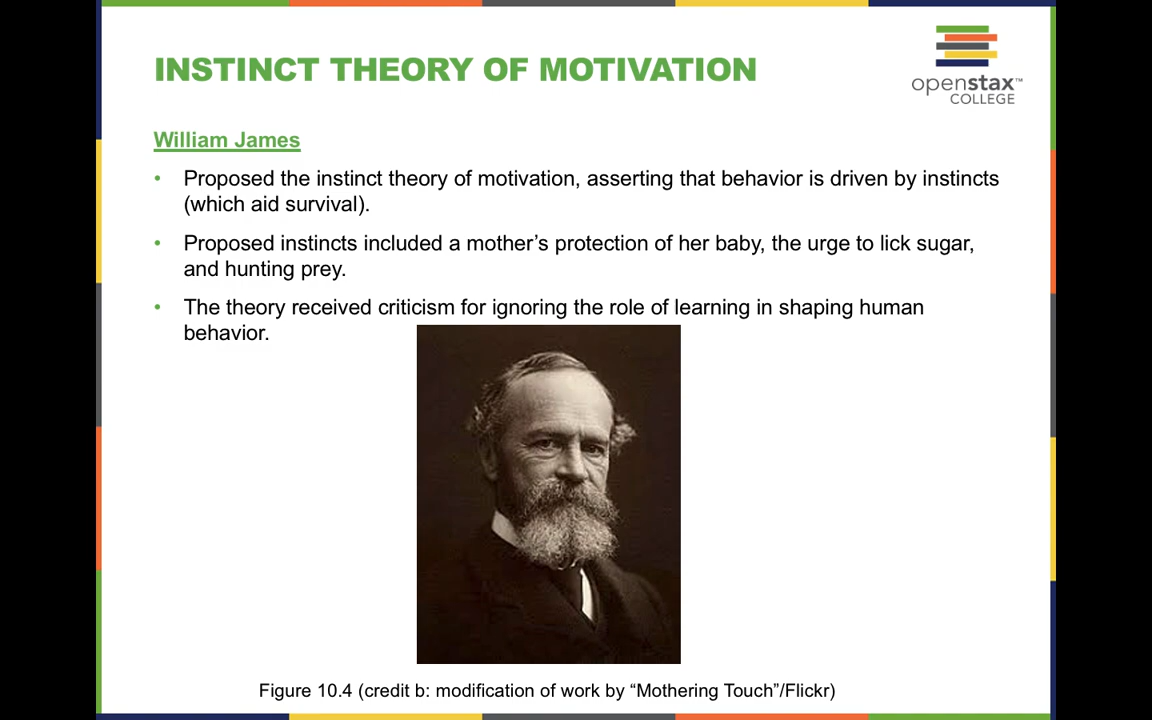 INSTINCT THEORY OF MOTIVATION
openstax™
COLLEGE
William James
• Proposed the instinct theory of motivation, asserting that behavior is driven by instincts
(which aid survival).
• Proposed instincts included a mother’s protection of her baby, the urge to lick sugar,
and hunting prey.
• The theory received criticism for ignoring the role of learning in shaping human
behavior.
Figure 10.4 (credit b: modification of work by “Mothering Touch”/Flickr)